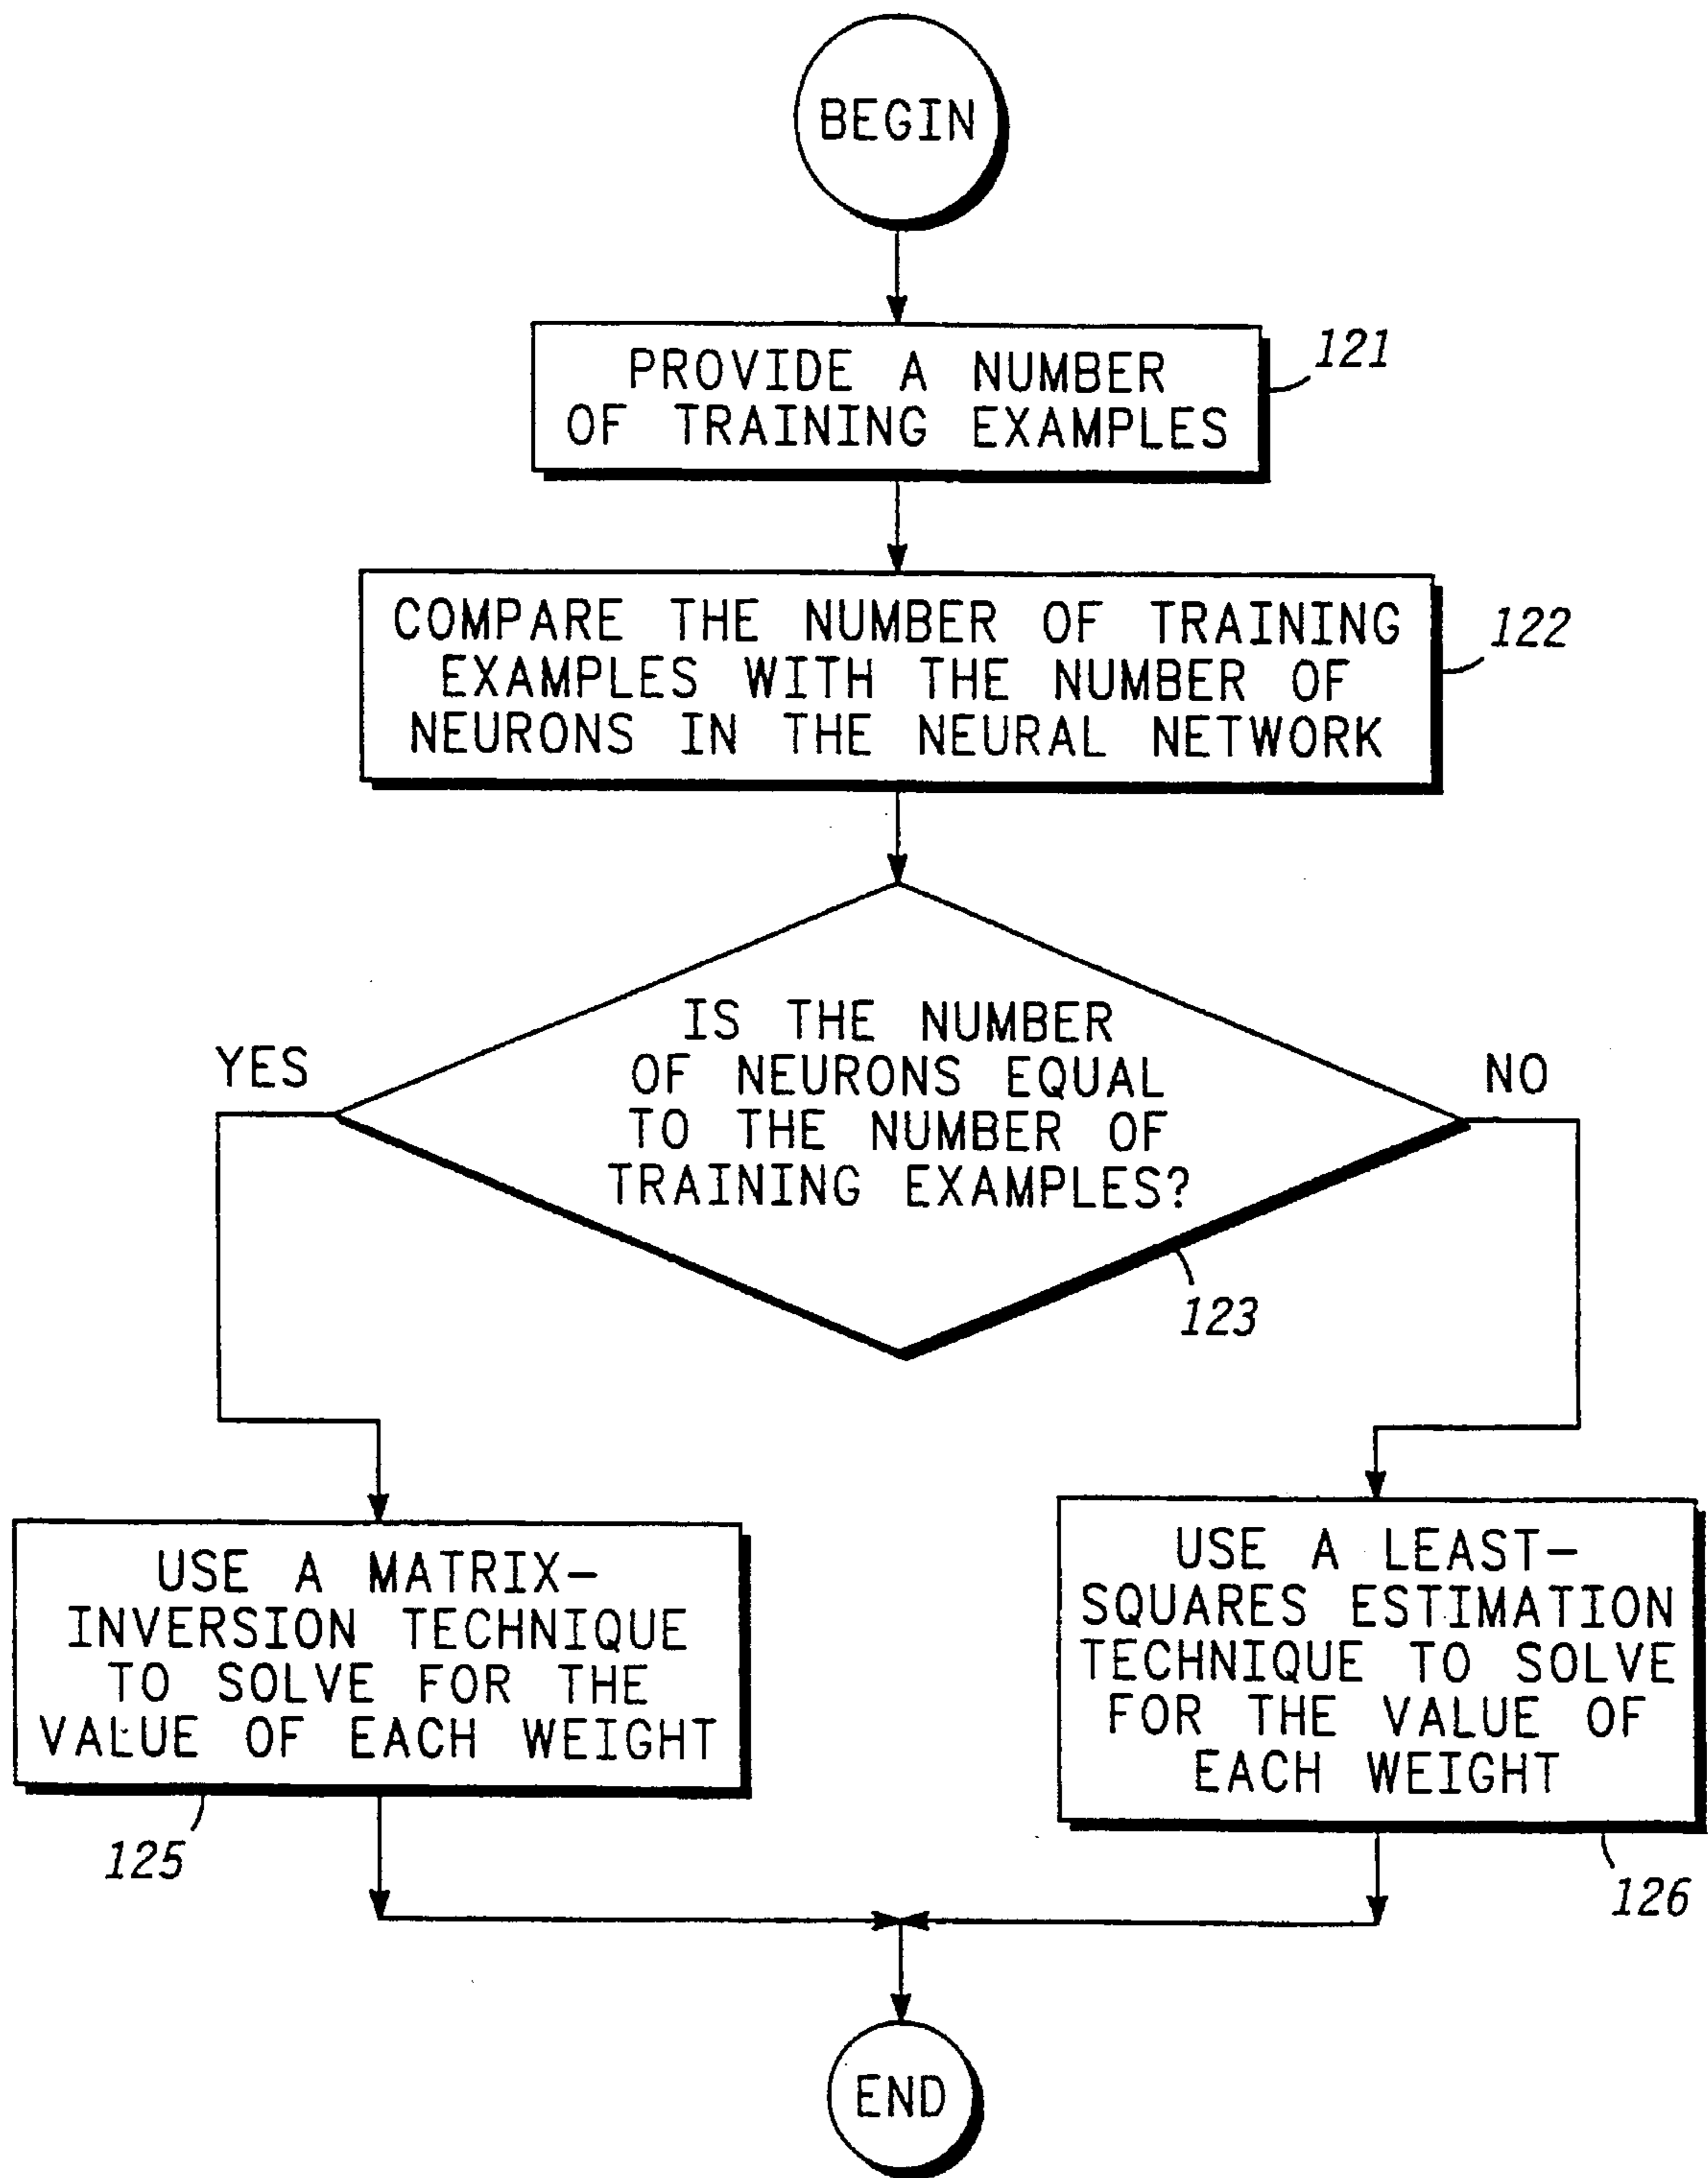 BEGIN
PROVIDE A NUMBER
OF TRAINING EXAMPLES
121
COMPARE THE NUMBER OF TRAINING
EXAMPLES WITH THE NUMBER OF
NEURONS IN THE NEURAL NETWORK
122
IS THE NUMBER
OF NEURONS EQUAL
TO THE NUMBER OF
TRAINING EXAMPLES?
YES
NO
123
USE A MATRIX-
INVERSION TECHNIQUE
TO SOLVE FOR THE
VALUE OF EACH WEIGHT
125
USE A LEAST-
SQUARES ESTIMATION
TECHNIQUE TO SOLVE
FOR THE VALUE OF
EACH WEIGHT
126
END